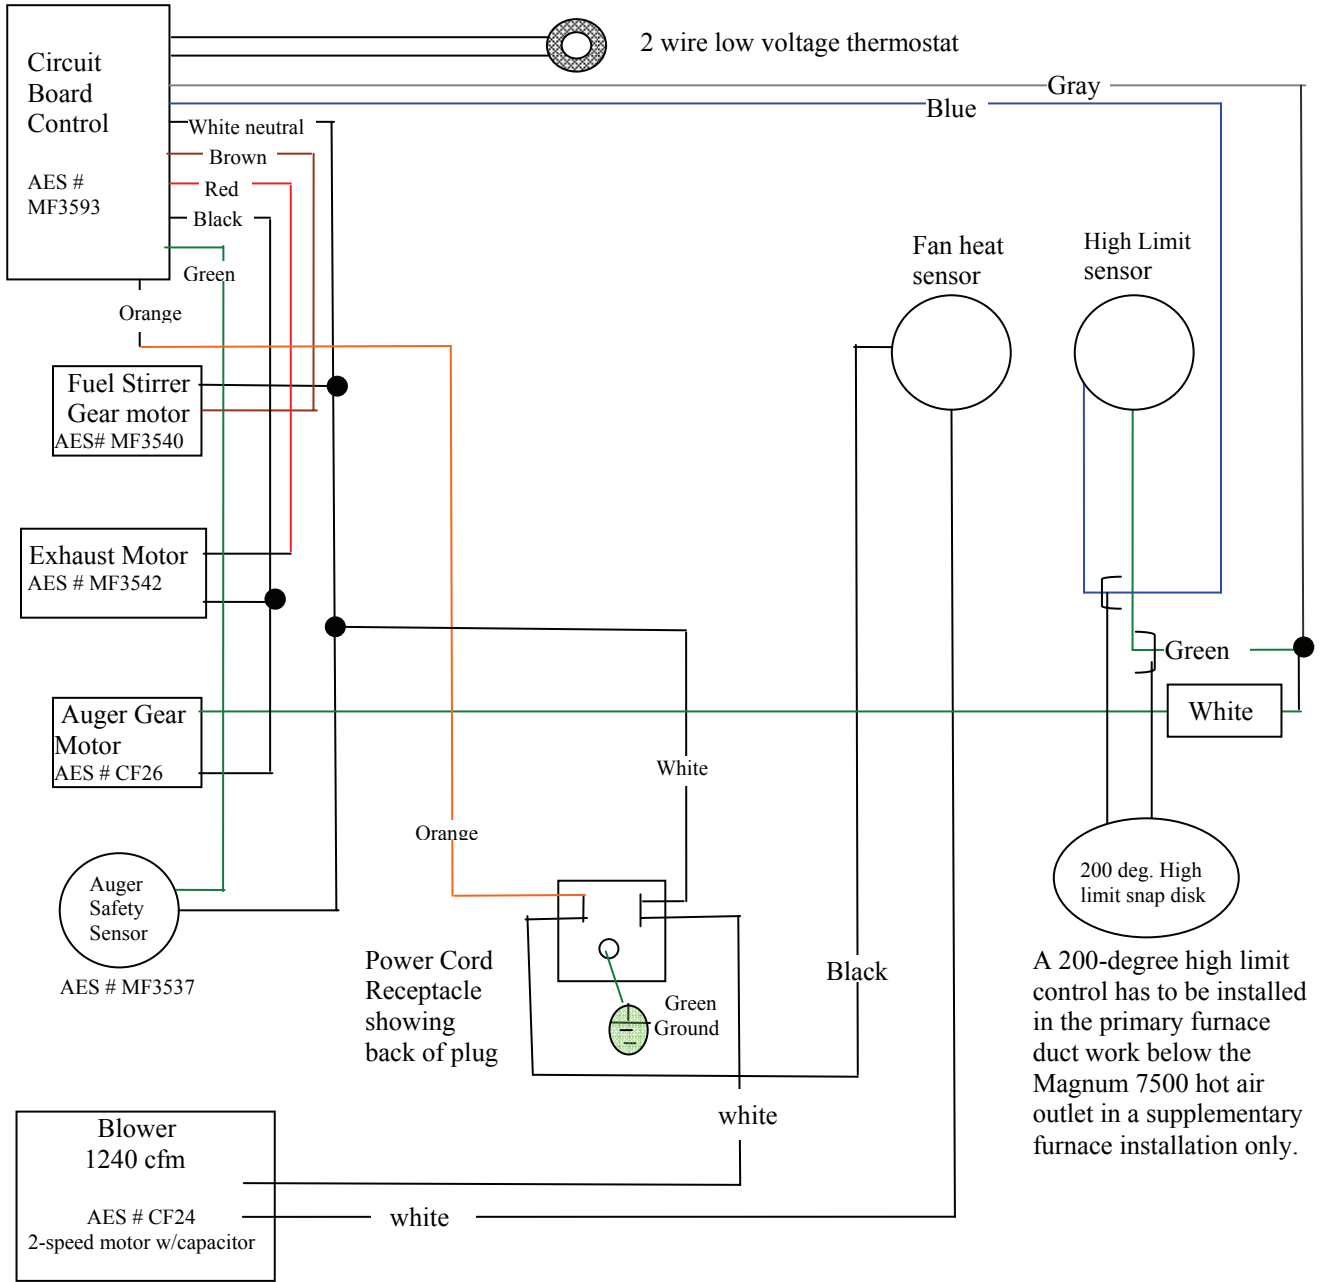 2 wire low voltage thermostat
Circuit
Board
Control
AES #
MF3593
Gray
Blue
White neutral
Brown
Red
Black
Green
Orange
Fan heat
sensor
High Limit
sensor
Fuel Stirrer
Gear motor
AES# MF3540
Exhaust Motor
AES # MF3542
Green
Auger Gear
Motor
AES # CF26
White
White
Orange
Auger
Safety
Sensor
AES # MF3537
200 deg. High
limit snap disk
Power Cord
Receptacle
showing
back of plug
Green
Ground
Black
A 200-degree high limit
control has to be installed
in the primary furnace
duct work below the
Magnum 7500 hot air
outlet in a supplementary
furnace installation only.
white
Blower
1240 cfm
AES # CF24
2-speed motor w/capacitor
white